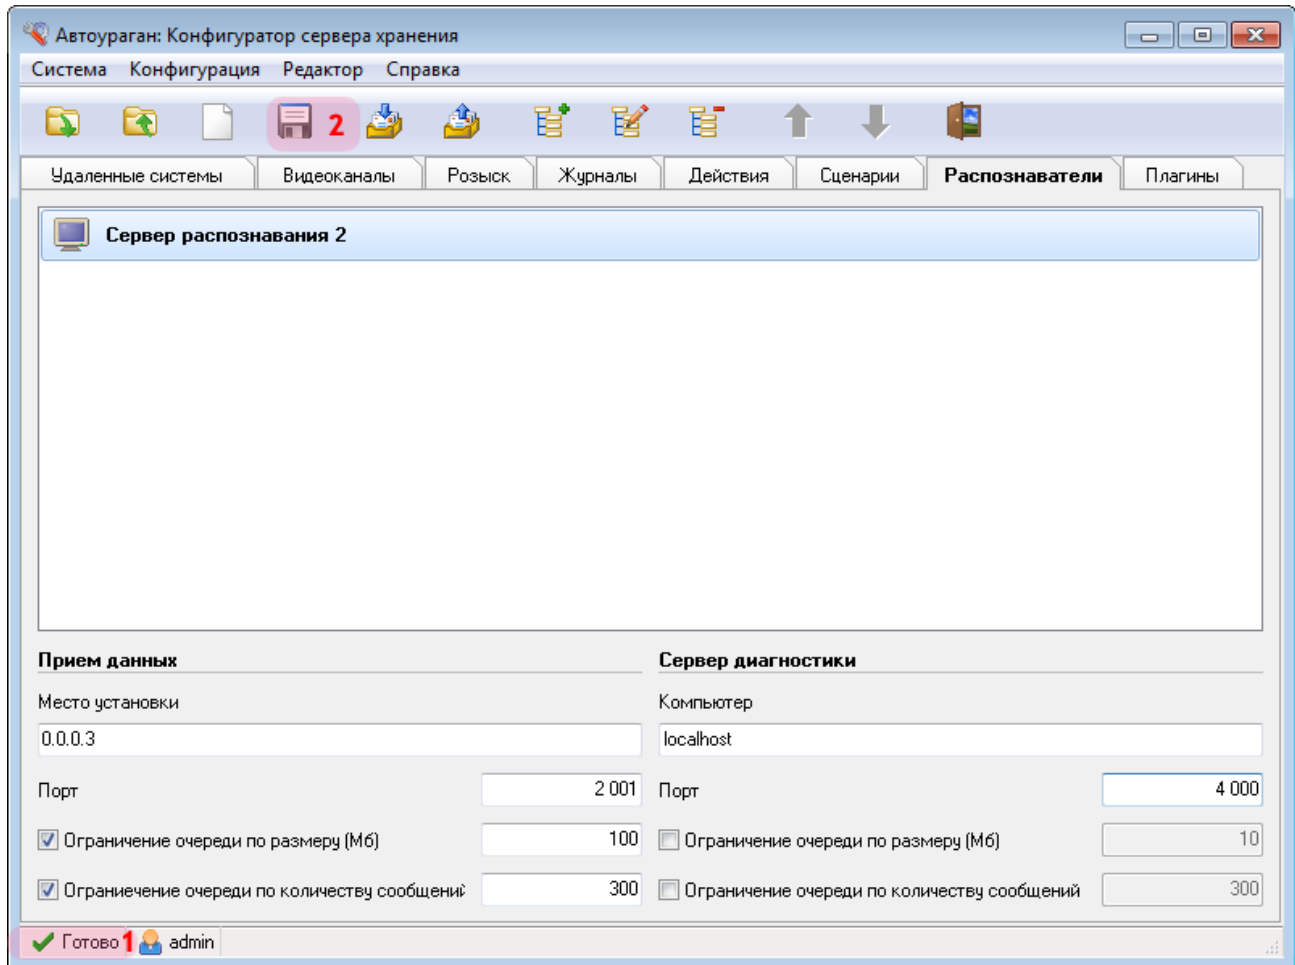 Автоураган: Конфигуратор сервера хранения
Система Конфигурация Редактор Справка
2
Удаленные системы Видеоканалы Розыск Журналы Действия Сценарии Распознаватели Плагины
Сервер распознавания 2
Прием данных Сервер диагностики
Место установки Компьютер
0.0.0.3 localhost
Порт 2 001 Порт 4 000
Ограничение очереди по размеру (Мб) 100 Ограничение очереди по размеру (Мб) 10
Ограниечение очереди по количеству сообщений 300 Ограничение очереди по количеству сообщений 300
Готово 1 admin